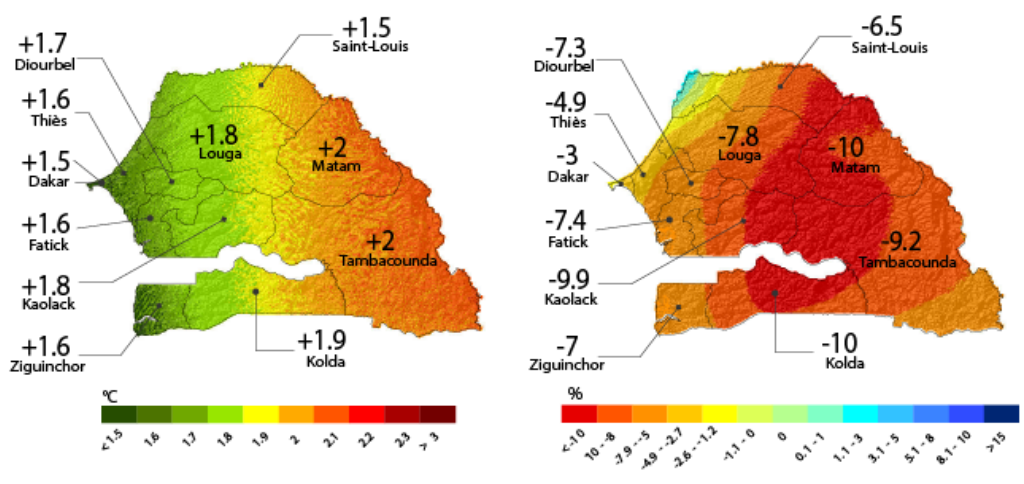 +1.5
Saint-Louis
+1.7
Diourbel
+1.6
Thiès
+1.8
Louga
+2
Matam
+1.5
Dakar
+1.6
Fatick
+2
Tambacounda
+1.8
Kaolack
+1.9
Kolda
+1.6
Ziguinchor
°C
<1.5
1.6
1.7
1.8
1.9
2
2.1
2.2
2.3
> 3
-6.5
Saint-Louis
-7.3
Diourbel
-4.9
Thiès
-7.8
Louga
-10
Matam
-3
Dakar
-7.4
Fatick
-9.2
Tambacounda
-9.9
Kaolack
-10
Kolda
-7
Ziguinchor
%
<-10
10 - -8
-7.9 - -5
-4.9 - -2.7
-2.6 - -1.2
-1.1 - 0
0
0.1 - 1
1.1 - 3
3.1 - 5
5.1 - 8
8.1 - 10
>15